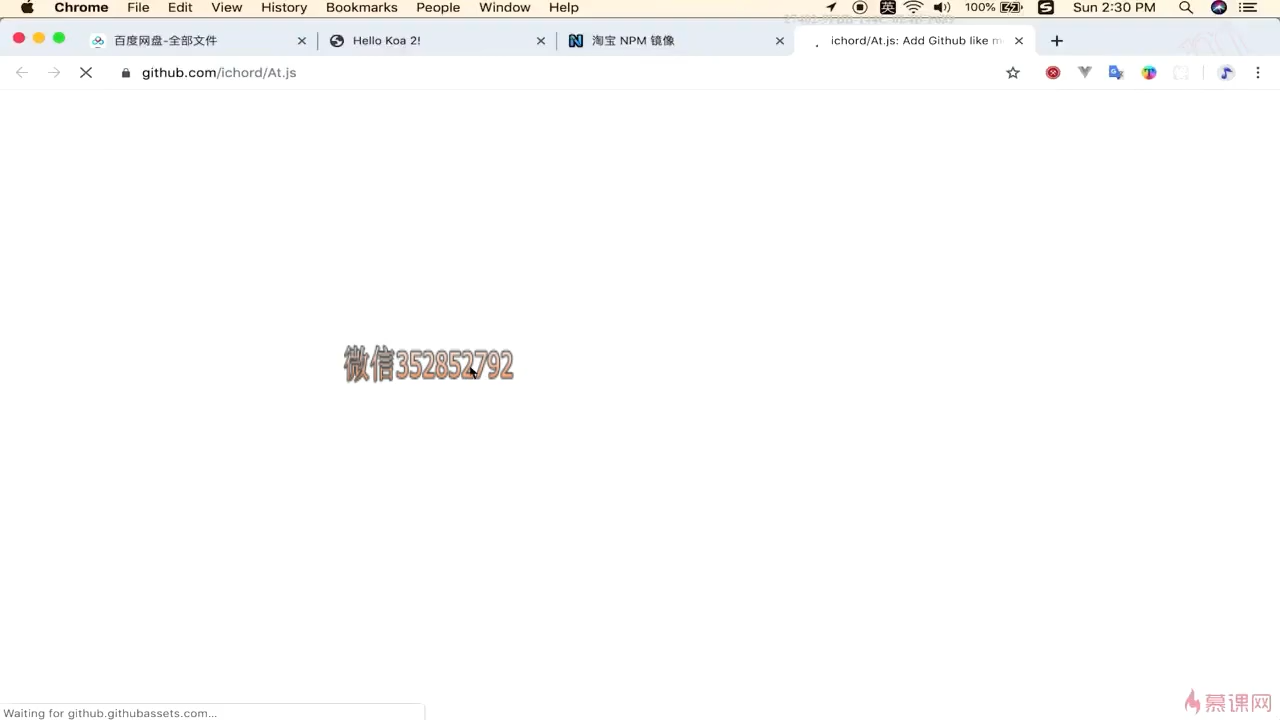 Chrome File Edit View History Bookmarks People Window Help 英 100% Sun 2:30 PM
百度网盘-全部文件 Hello Koa 2! 淘宝 NPM 镜像 ichord/At.js: Add Github like m
github.com/ichord/At.js
微信352852792
慕课网
Waiting for github.githubassets.com...